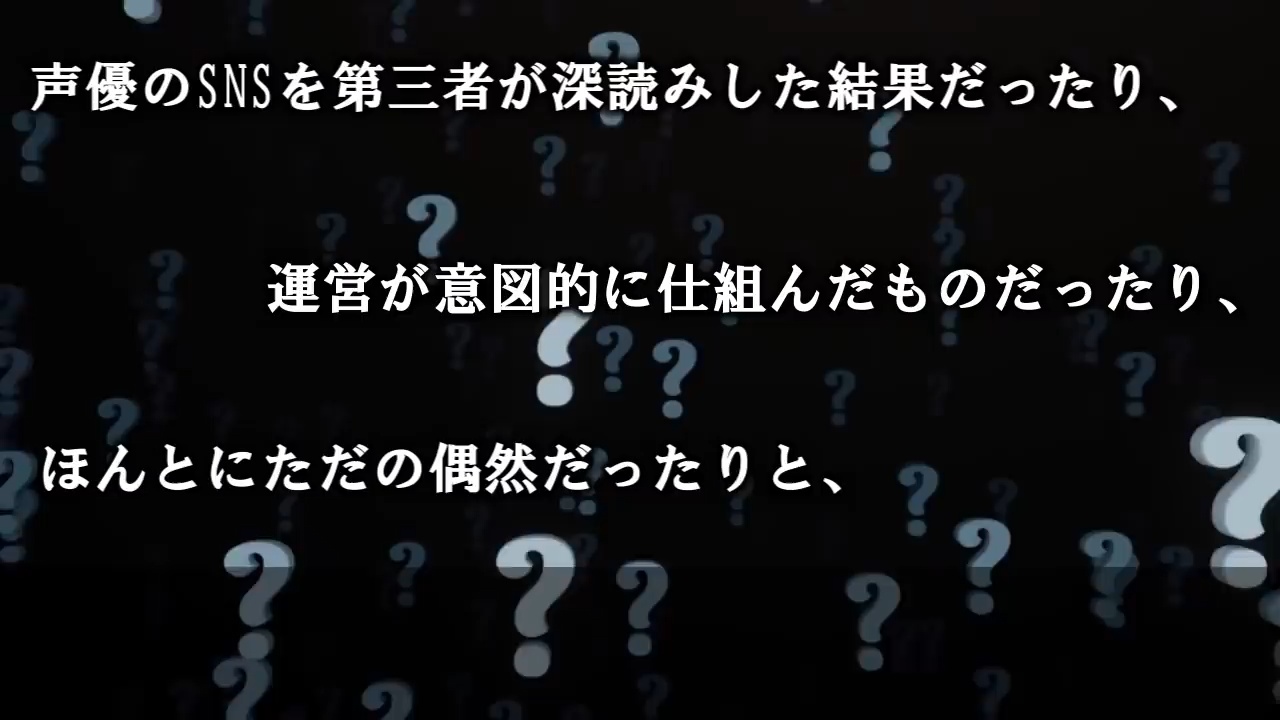 声優のSNSを第三者が深読みした結果だったり、
運営が意図的に仕組んだものだったり、
ほんとにただの偶然だったりと、